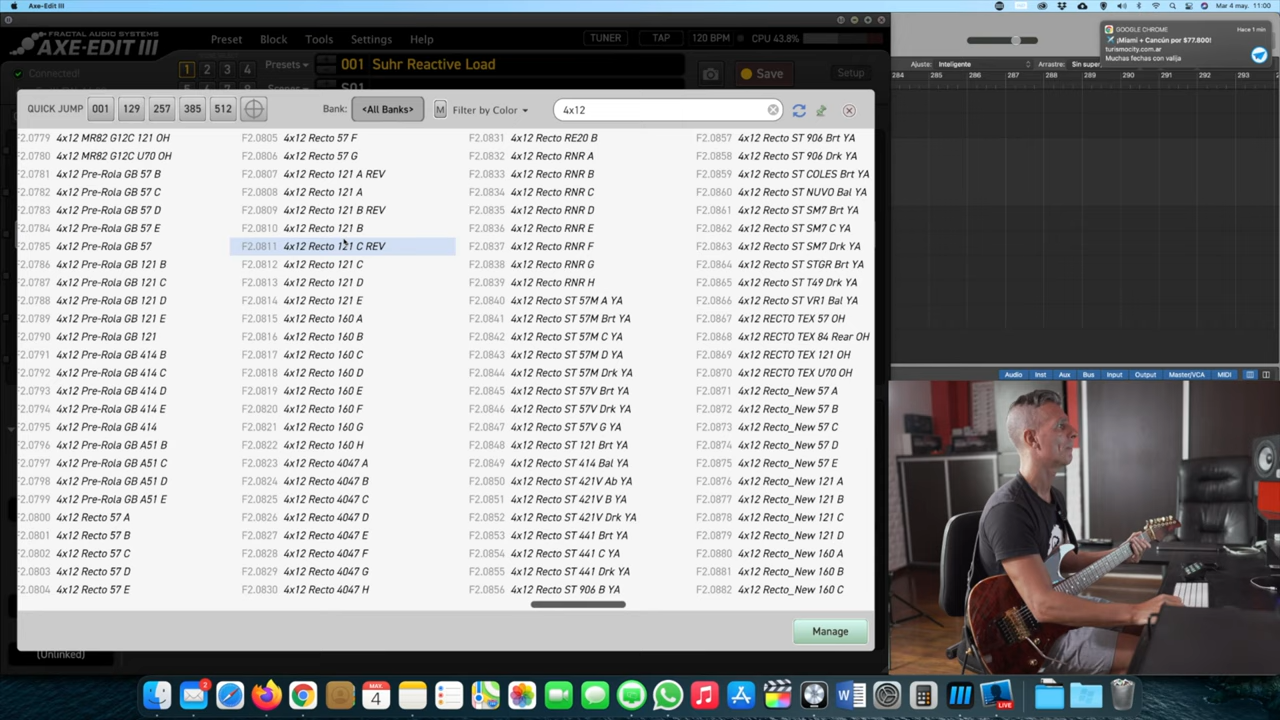 Axe-Edit III
Mar 4 may. 11:00
GOOGLE CHROME
Hace 1 min
¡Miami + Cancún por $77.800!
turismocity.com.ar
Muchas fechas con valija
FRACTAL AUDIO SYSTEMS
AXE-EDIT III
Preset Block Tools Settings Help
TUNER TAP 120 BPM CPU 43.8%
Connected!
1 2 3 4
Presets
001 Suhr Reactive Load
Save
Setup
Ajuste: Inteligente
Arrastre: Sin super
284 285 286 287 288 289 290 291 292 293
QUICK JUMP 001 129 257 385 512
Bank: <All Banks>
M Filter by Color
4x12
F2.0779 4x12 MR82 G12C 121 OH
F2.0780 4x12 MR82 G12C U70 OH
F2.0781 4x12 Pre-Rola GB 57 B
F2.0782 4x12 Pre-Rola GB 57 C
F2.0783 4x12 Pre-Rola GB 57 D
F2.0784 4x12 Pre-Rola GB 57 E
F2.0785 4x12 Pre-Rola GB 57
F2.0786 4x12 Pre-Rola GB 121 B
F2.0787 4x12 Pre-Rola GB 121 C
F2.0788 4x12 Pre-Rola GB 121 D
F2.0789 4x12 Pre-Rola GB 121 E
F2.0790 4x12 Pre-Rola GB 121
F2.0791 4x12 Pre-Rola GB 414 B
F2.0792 4x12 Pre-Rola GB 414 C
F2.0793 4x12 Pre-Rola GB 414 D
F2.0794 4x12 Pre-Rola GB 414 E
F2.0795 4x12 Pre-Rola GB 414
F2.0796 4x12 Pre-Rola GB A51 B
F2.0797 4x12 Pre-Rola GB A51 C
F2.0798 4x12 Pre-Rola GB A51 D
F2.0799 4x12 Pre-Rola GB A51 E
F2.0800 4x12 Recto 57 A
F2.0801 4x12 Recto 57 B
F2.0802 4x12 Recto 57 C
F2.0803 4x12 Recto 57 D
F2.0804 4x12 Recto 57 E
F2.0805 4x12 Recto 57 F
F2.0806 4x12 Recto 57 G
F2.0807 4x12 Recto 121 A REV
F2.0808 4x12 Recto 121 A
F2.0809 4x12 Recto 121 B REV
F2.0810 4x12 Recto 121 B
F2.0811 4x12 Recto 121 C REV
F2.0812 4x12 Recto 121 C
F2.0813 4x12 Recto 121 D
F2.0814 4x12 Recto 121 E
F2.0815 4x12 Recto 160 A
F2.0816 4x12 Recto 160 B
F2.0817 4x12 Recto 160 C
F2.0818 4x12 Recto 160 D
F2.0819 4x12 Recto 160 E
F2.0820 4x12 Recto 160 F
F2.0821 4x12 Recto 160 G
F2.0822 4x12 Recto 160 H
F2.0823 4x12 Recto 4047 A
F2.0824 4x12 Recto 4047 B
F2.0825 4x12 Recto 4047 C
F2.0826 4x12 Recto 4047 D
F2.0827 4x12 Recto 4047 E
F2.0828 4x12 Recto 4047 F
F2.0829 4x12 Recto 4047 G
F2.0830 4x12 Recto 4047 H
F2.0831 4x12 Recto RE20 B
F2.0832 4x12 Recto RNR A
F2.0833 4x12 Recto RNR B
F2.0834 4x12 Recto RNR C
F2.0835 4x12 Recto RNR D
F2.0836 4x12 Recto RNR E
F2.0837 4x12 Recto RNR F
F2.0838 4x12 Recto RNR G
F2.0839 4x12 Recto RNR H
F2.0840 4x12 Recto ST 57M A YA
F2.0841 4x12 Recto ST 57M Brt YA
F2.0842 4x12 Recto ST 57M C YA
F2.0843 4x12 Recto ST 57M D YA
F2.0844 4x12 Recto ST 57M Drk YA
F2.0845 4x12 Recto ST 57V Brt YA
F2.0846 4x12 Recto ST 57V Drk YA
F2.0847 4x12 Recto ST 57V G YA
F2.0848 4x12 Recto ST 121 Brt YA
F2.0849 4x12 Recto ST 414 Bal YA
F2.0850 4x12 Recto ST 421V Ab YA
F2.0851 4x12 Recto ST 421V B YA
F2.0852 4x12 Recto ST 421V Drk YA
F2.0853 4x12 Recto ST 441 Brt YA
F2.0854 4x12 Recto ST 441 C YA
F2.0855 4x12 Recto ST 441 Drk YA
F2.0856 4x12 Recto ST 906 B YA
F2.0857 4x12 Recto ST 906 Brt YA
F2.0858 4x12 Recto ST 906 Drk YA
F2.0859 4x12 Recto ST COLES Brt YA
F2.0860 4x12 Recto ST NUVO Bal YA
F2.0861 4x12 Recto ST SM7 Brt YA
F2.0862 4x12 Recto ST SM7 C YA
F2.0863 4x12 Recto ST SM7 Drk YA
F2.0864 4x12 Recto ST STGR Brt YA
F2.0865 4x12 Recto ST T49 Drk YA
F2.0866 4x12 Recto ST VR1 Bal YA
F2.0867 4x12 RECTO TEX 57 OH
F2.0868 4x12 RECTO TEX 84 Rear OH
F2.0869 4x12 RECTO TEX 121 OH
F2.0870 4x12 RECTO TEX U70 OH
F2.0871 4x12 Recto_New 57 A
F2.0872 4x12 Recto_New 57 B
F2.0873 4x12 Recto_New 57 C
F2.0874 4x12 Recto_New 57 D
F2.0875 4x12 Recto_New 57 E
F2.0876 4x12 Recto_New 121 A
F2.0877 4x12 Recto_New 121 B
F2.0878 4x12 Recto_New 121 C
F2.0879 4x12 Recto_New 121 D
F2.0880 4x12 Recto_New 160 A
F2.0881 4x12 Recto_New 160 B
F2.0882 4x12 Recto_New 160 C
Manage
(Unlinked)
Audio Inst Aux Bus Input Output Master/VCA MIDI
2
MAY.
4
LIVE